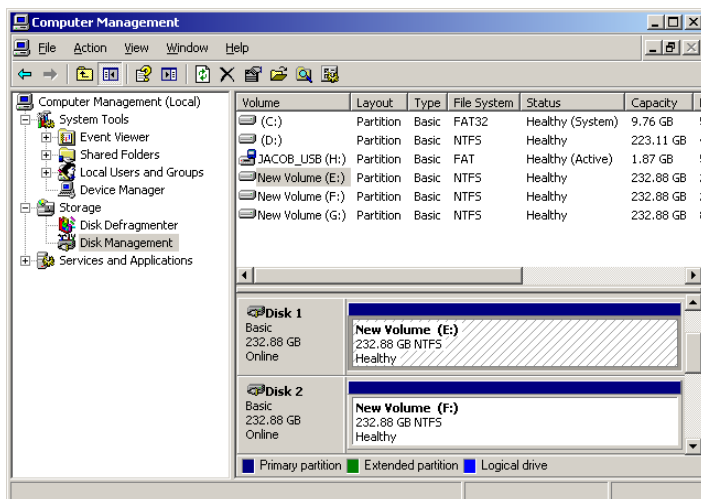 Computer Management
File Action View Window Help
Computer Management (Local)
System Tools
Event Viewer
Shared Folders
Local Users and Groups
Device Manager
Storage
Disk Defragmenter
Disk Management
Services and Applications
Volume Layout Type File System Status Capacity
(C:) Partition Basic FAT32 Healthy (System) 9.76 GB
(D:) Partition Basic NTFS Healthy 223.11 GB
JACOB_USB (H:) Partition Basic FAT Healthy (Active) 1.87 GB
New Volume (E:) Partition Basic NTFS Healthy 232.88 GB
New Volume (F:) Partition Basic NTFS Healthy 232.88 GB
New Volume (G:) Partition Basic NTFS Healthy 232.88 GB
Disk 1
Basic
232.88 GB
Online
New Volume (E:)
232.88 GB NTFS
Healthy
Disk 2
Basic
232.88 GB
Online
New Volume (F:)
232.88 GB NTFS
Healthy
Primary partition Extended partition Logical drive